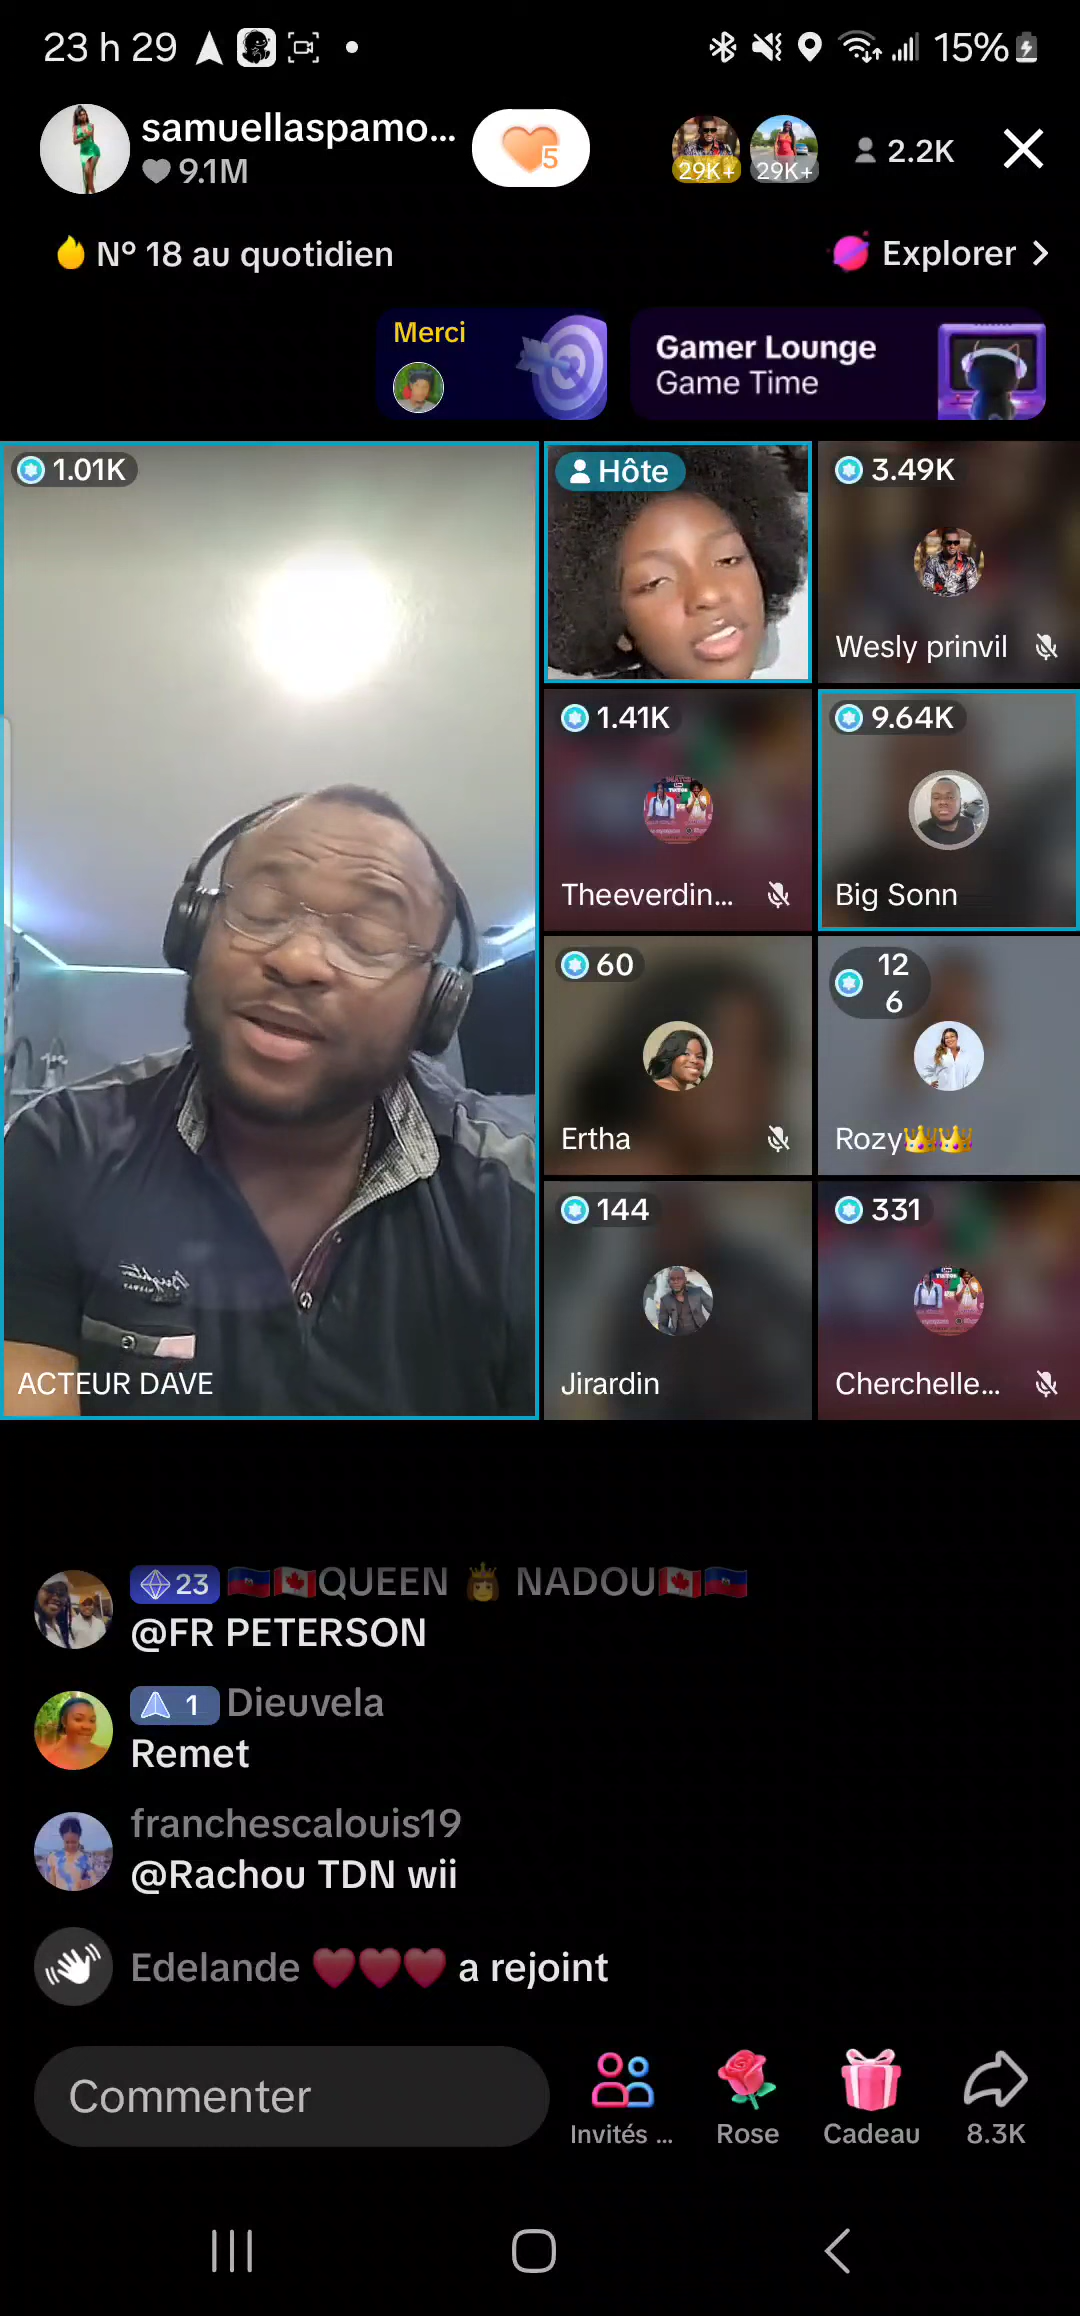 23 h 29
15%
samuellaspamo...
9.1M
5
29K+
29K+
2.2K
N° 18 au quotidien
Explorer
Merci
Gamer Lounge
Game Time
1.01K
Hôte
3.49K
Wesly prinvil
1.41K
9.64K
Theeverdin...
Big Sonn
60
12
6
Ertha
Rozy👑👑
144
331
ACTEUR DAVE
Jirardin
Cherchelle...
23 🇭🇹🇨🇦QUEEN 👸 NADOU🇨🇦🇭🇹
@FR PETERSON
1 Dieuvela
Remet
franchescalouis19
@Rachou TDN wii
Edelande ❤️❤️❤️ a rejoint
Commenter
Invités ...
Rose
Cadeau
8.3K